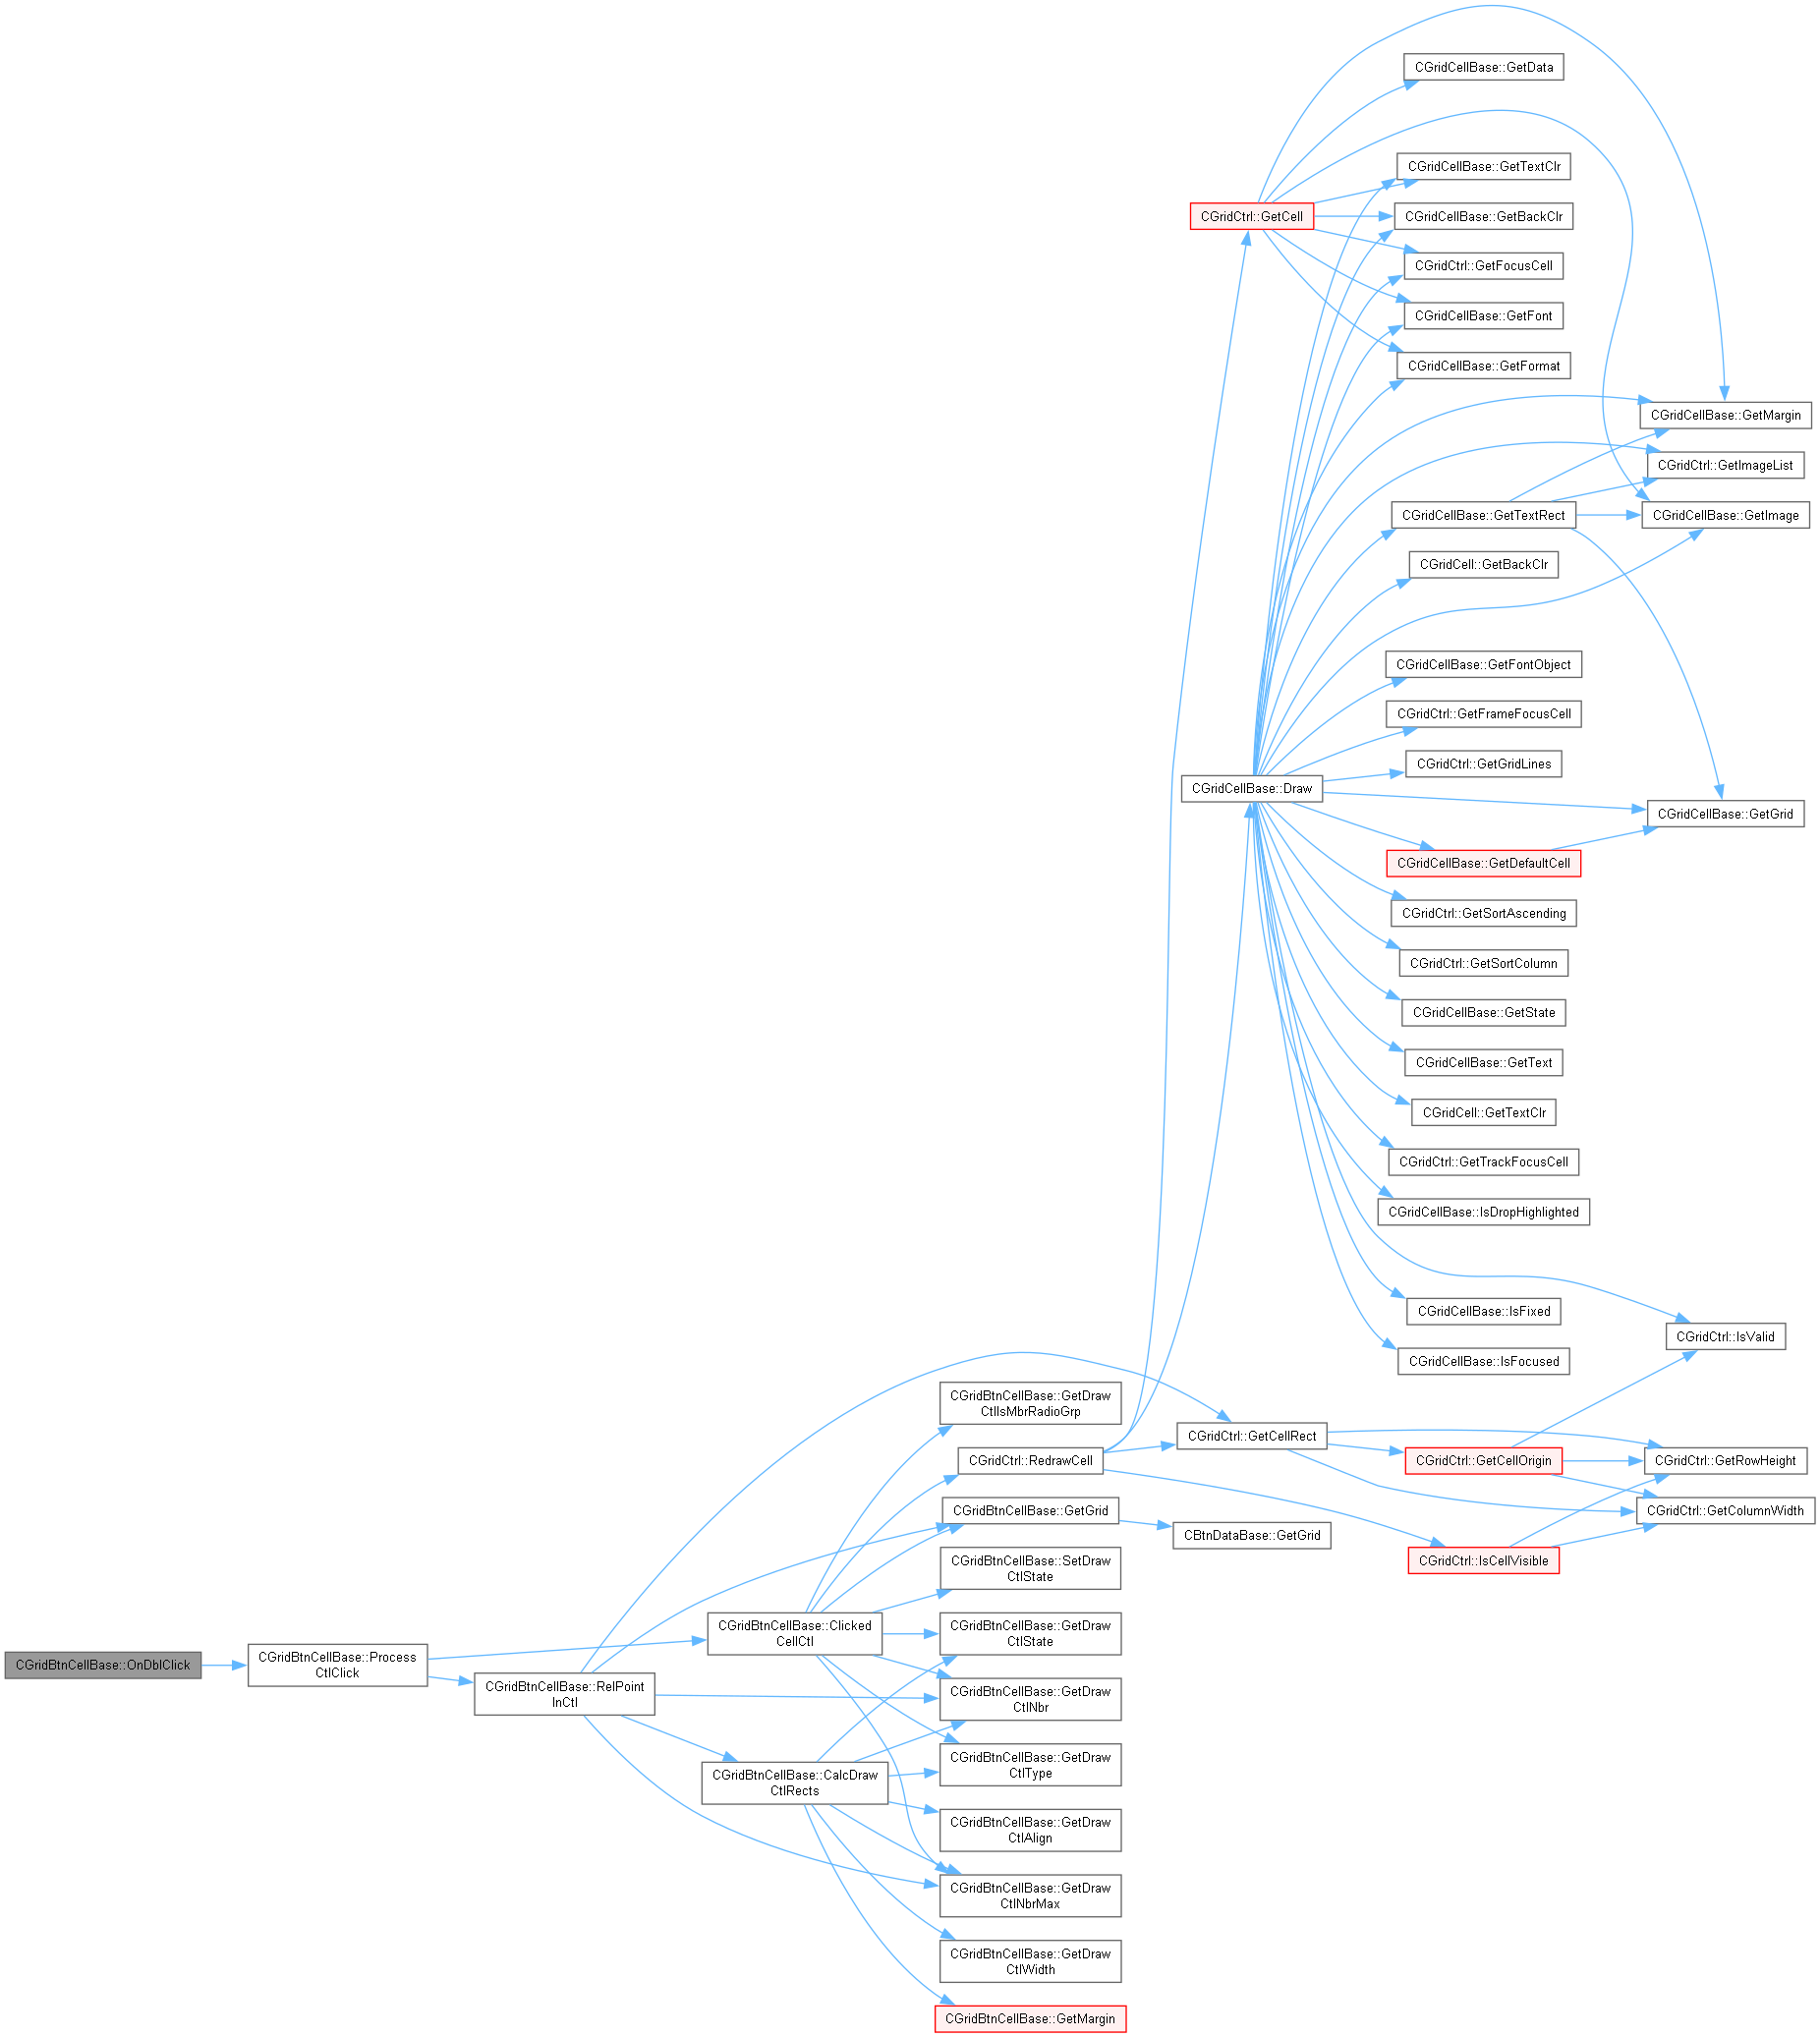 CGridCellBase::GetData
CGridCellBase::GetTextClr
CGridCtrl::GetCell
CGridCellBase::GetBackClr
CGridCtrl::GetFocusCell
CGridCellBase::GetFont
CGridCellBase::GetFormat
CGridCellBase::GetMargin
CGridCtrl::GetImageList
CGridCellBase::GetTextRect
CGridCellBase::GetImage
CGridCell::GetBackClr
CGridCellBase::GetFontObject
CGridCtrl::GetFrameFocusCell
CGridCtrl::GetGridLines
CGridCellBase::Draw
CGridCellBase::GetGrid
CGridCellBase::GetDefaultCell
CGridCtrl::GetSortAscending
CGridCtrl::GetSortColumn
CGridCellBase::GetState
CGridCellBase::GetText
CGridCell::GetTextClr
CGridCtrl::GetTrackFocusCell
CGridCellBase::IsDropHighlighted
CGridCellBase::IsFixed
CGridCtrl::IsValid
CGridCellBase::IsFocused
CGridBtnCellBase::GetDraw
CtlIsMbrRadioGrp
CGridCtrl::GetCellRect
CGridCtrl::RedrawCell
CGridCtrl::GetCellOrigin
CGridCtrl::GetRowHeight
CGridBtnCellBase::GetGrid
CGridCtrl::GetColumnWidth
CBtnDataBase::GetGrid
CGridCtrl::IsCellVisible
CGridBtnCellBase::SetDraw
CtlState
CGridBtnCellBase::Clicked
CellCtl
CGridBtnCellBase::GetDraw
CtlState
CGridBtnCellBase::OnDblClick
CGridBtnCellBase::Process
CtlClick
CGridBtnCellBase::RelPoint
InCtl
CGridBtnCellBase::GetDraw
CtlNbr
CGridBtnCellBase::GetDraw
CtlType
CGridBtnCellBase::CalcDraw
CtlRects
CGridBtnCellBase::GetDraw
CtlAlign
CGridBtnCellBase::GetDraw
CtlNbrMax
CGridBtnCellBase::GetDraw
CtlWidth
CGridBtnCellBase::GetMargin